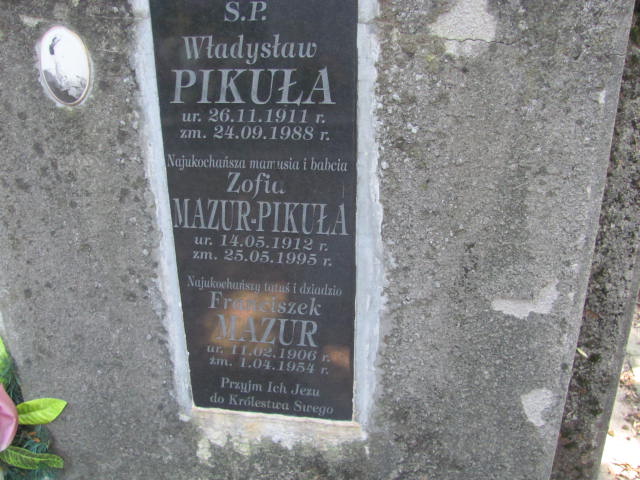 S.P.
Władysław
PIKUŁA
ur. 26.11.1911 r.
zm. 24.09.1988 r.
Najukochańsza mamusia i babcia
Zofia
MAZUR-PIKUŁA
ur. 14.05.1912 r.
zm. 25.05.1995 r.
Najukochańszy tatuś i dziadzio
Franciszek
MAZUR
ur. 11.02.1906 r.
zm. 1.04.1954 r.
Przyjm Ich Jezu
do Królestwa Swego